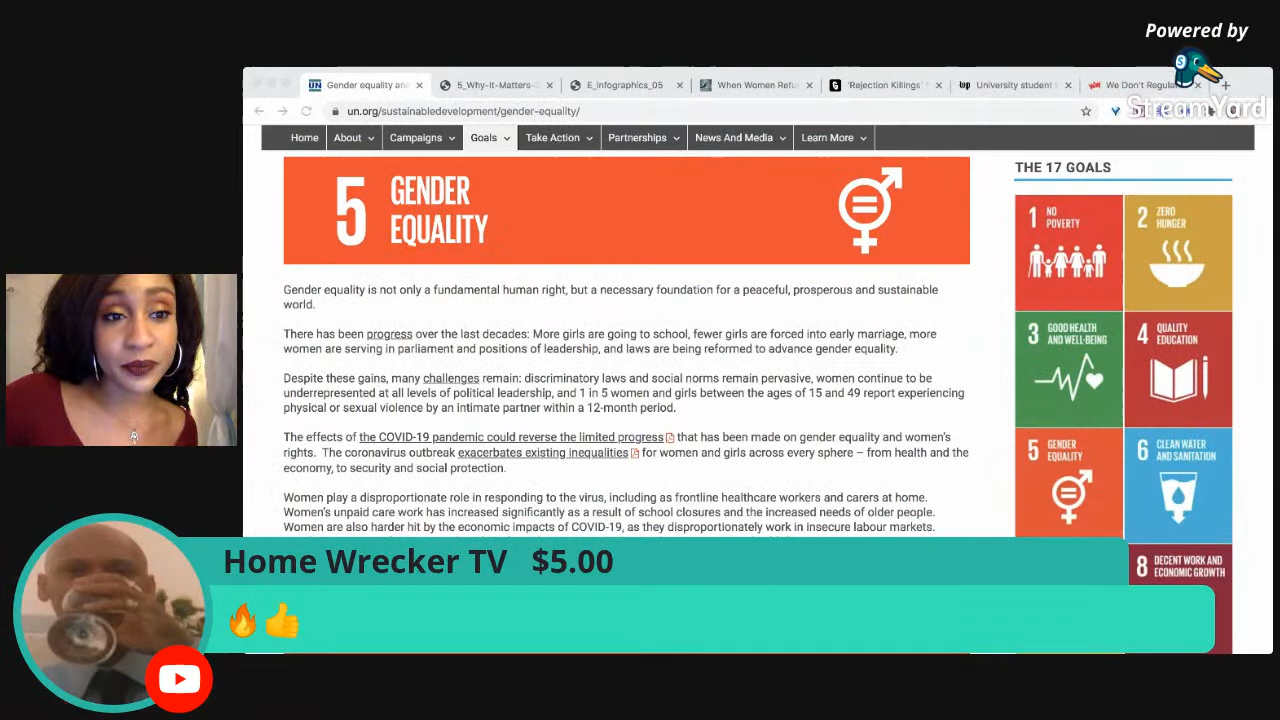 Powered by
StreamYard
Gender equality an
5_Why-It-Matters-
E_Infographics_05
When Women Refu
'Rejection Killings'
University student
We Don't Regula
un.org/sustainabledevelopment/gender-equality/
Home About Campaigns Goals Take Action Partnerships News And Media Learn More
5 GENDER
EQUALITY
Gender equality is not only a fundamental human right, but a necessary foundation for a peaceful, prosperous and sustainable
world.
There has been progress over the last decades: More girls are going to school, fewer girls are forced into early marriage, more
women are serving in parliament and positions of leadership, and laws are being reformed to advance gender equality.
Despite these gains, many challenges remain: discriminatory laws and social norms remain pervasive, women continue to be
underrepresented at all levels of political leadership, and 1 in 5 women and girls between the ages of 15 and 49 report experiencing
physical or sexual violence by an intimate partner within a 12-month period.
The effects of the COVID-19 pandemic could reverse the limited progress that has been made on gender equality and women's
rights. The coronavirus outbreak exacerbates existing inequalities for women and girls across every sphere – from health and the
economy, to security and social protection.
Women play a disproportionate role in responding to the virus, including as frontline healthcare workers and carers at home.
Women's unpaid care work has increased significantly as a result of school closures and the increased needs of older people.
Women are also harder hit by the economic impacts of COVID-19, as they disproportionately work in insecure labour markets.
THE 17 GOALS
1 NO
POVERTY
2 ZERO
HUNGER
3 GOOD HEALTH
AND WELL-BEING
4 QUALITY
EDUCATION
5 GENDER
EQUALITY
6 CLEAN WATER
AND SANITATION
8 DECENT WORK AND
ECONOMIC GROWTH
Home Wrecker TV $5.00
🔥👍